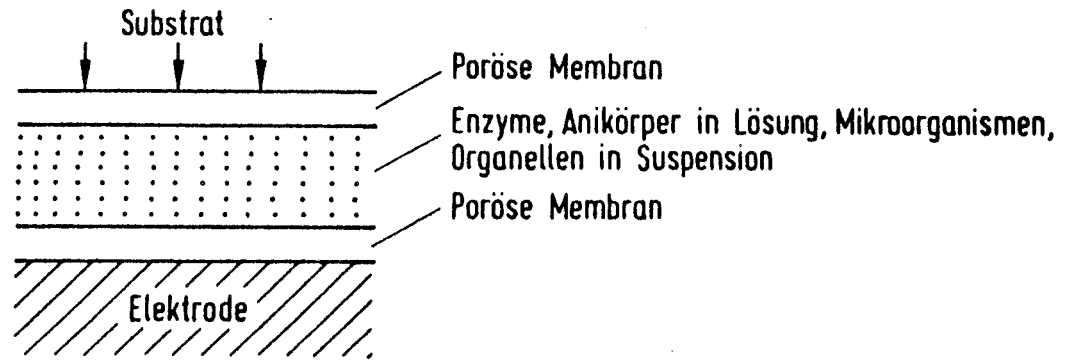 Substrat
Poröse Membran
Enzyme, Anikörper in Lösung, Mikroorganismen,
Organellen in Suspension
Poröse Membran
Elektrode